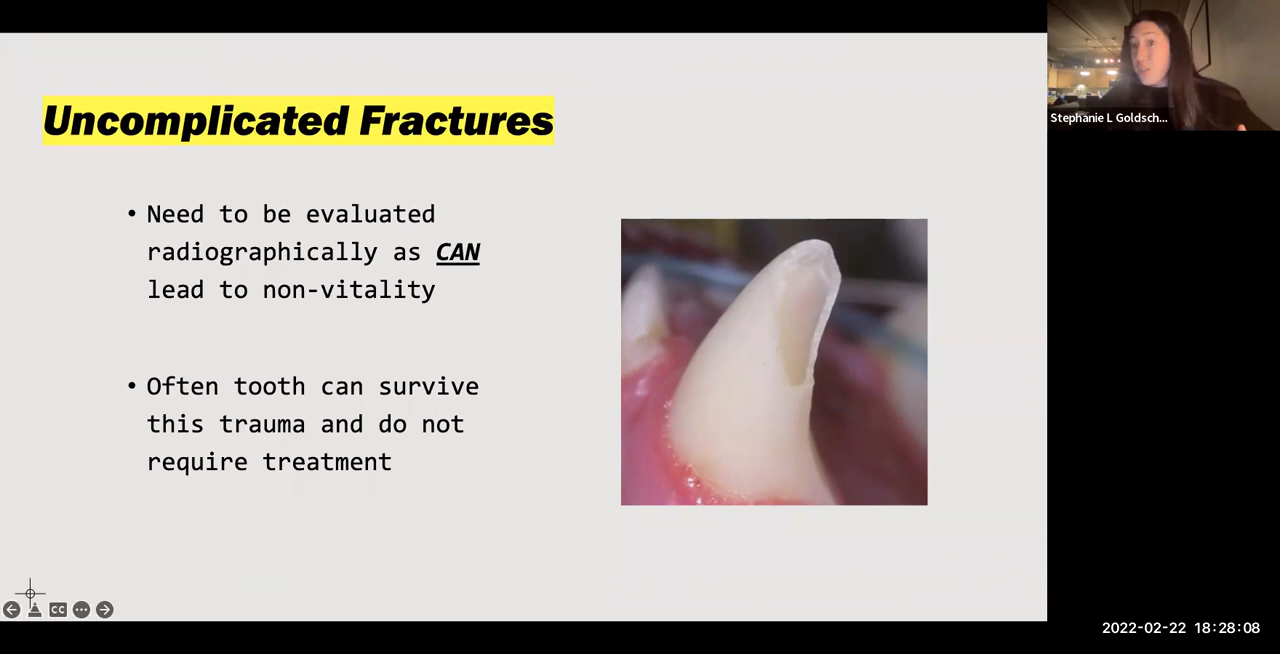 Uncomplicated Fractures
• Need to be evaluated
radiographically as CAN
lead to non-vitality
• Often tooth can survive
this trauma and do not
require treatment
Stephanie L Goldsch...
CC
2022-02-22 18:28:08